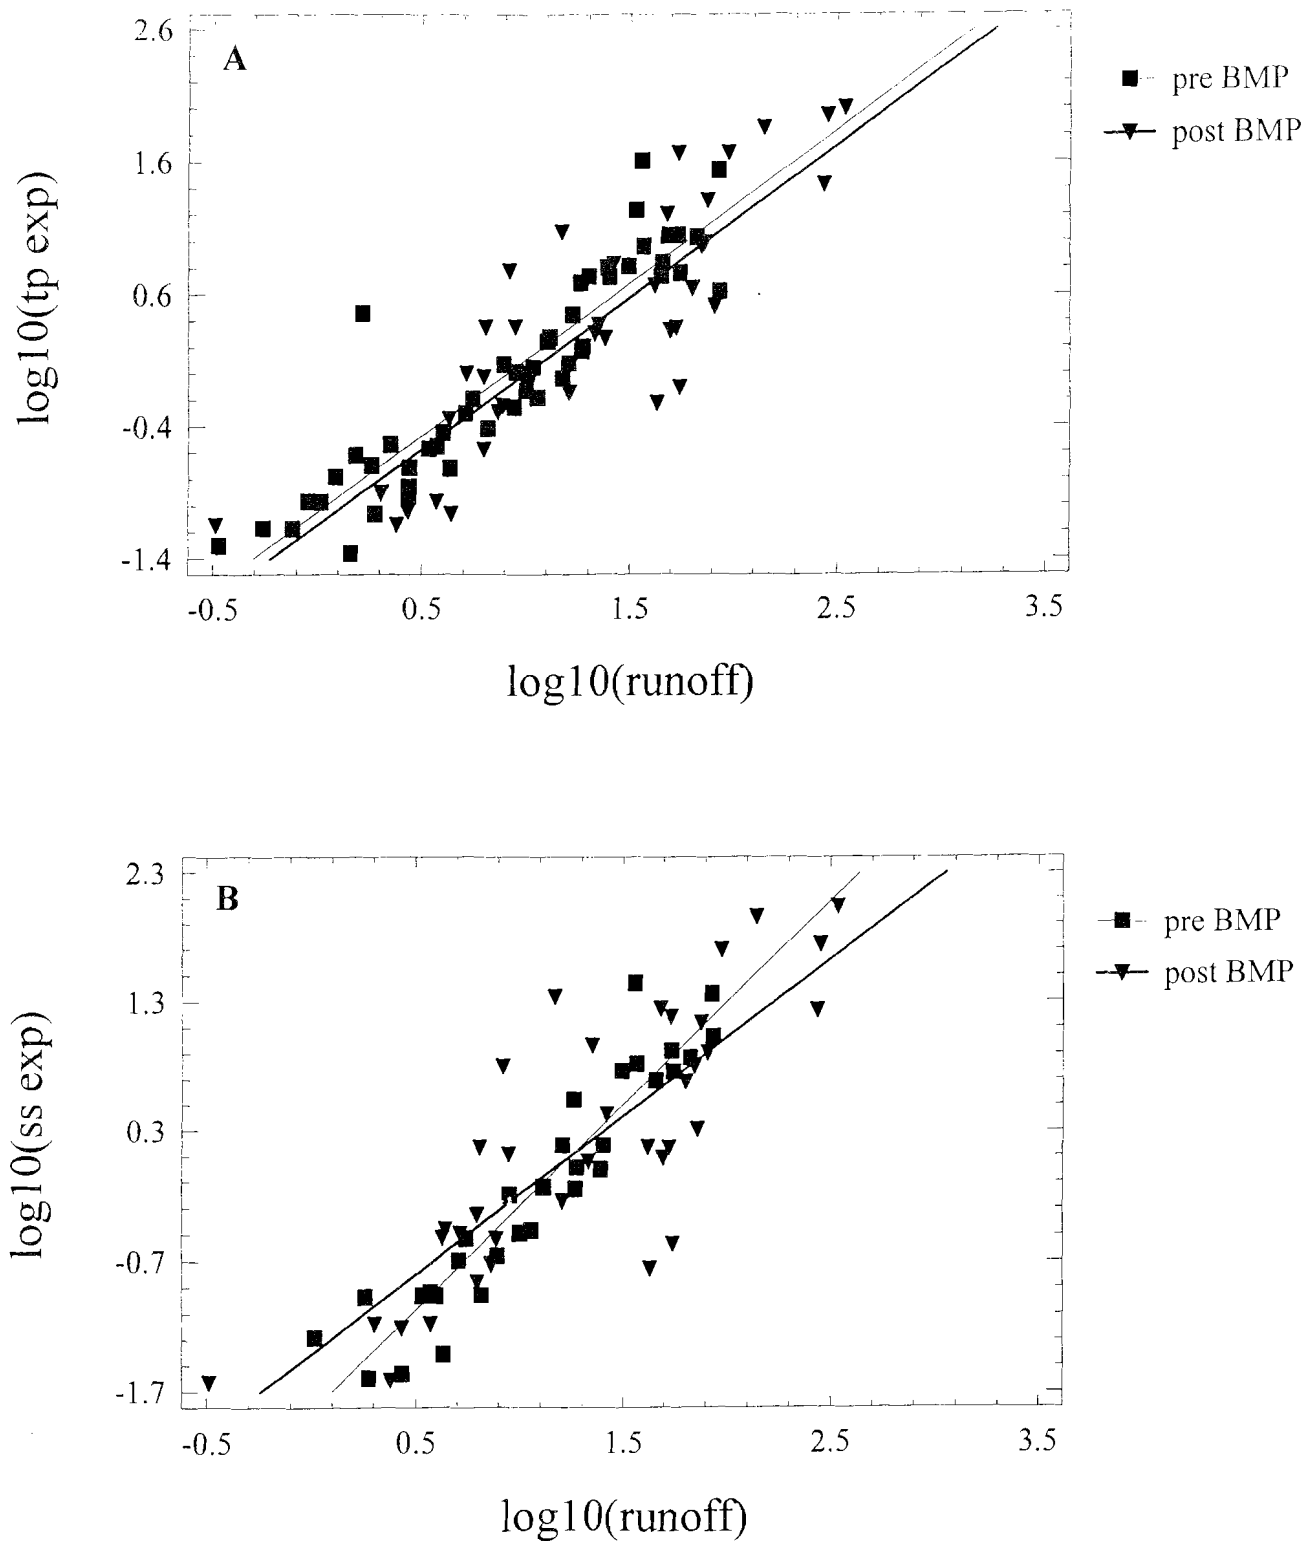 A
2.6
1.6
0.6
-0.4
-1.4
log10(tp exp)
-0.5 0.5 1.5 2.5 3.5
log10(runoff)
pre BMP
post BMP
B
2.3
1.3
0.3
-0.7
-1.7
log10(ss exp)
-0.5 0.5 1.5 2.5 3.5
log10(runoff)
pre BMP
post BMP